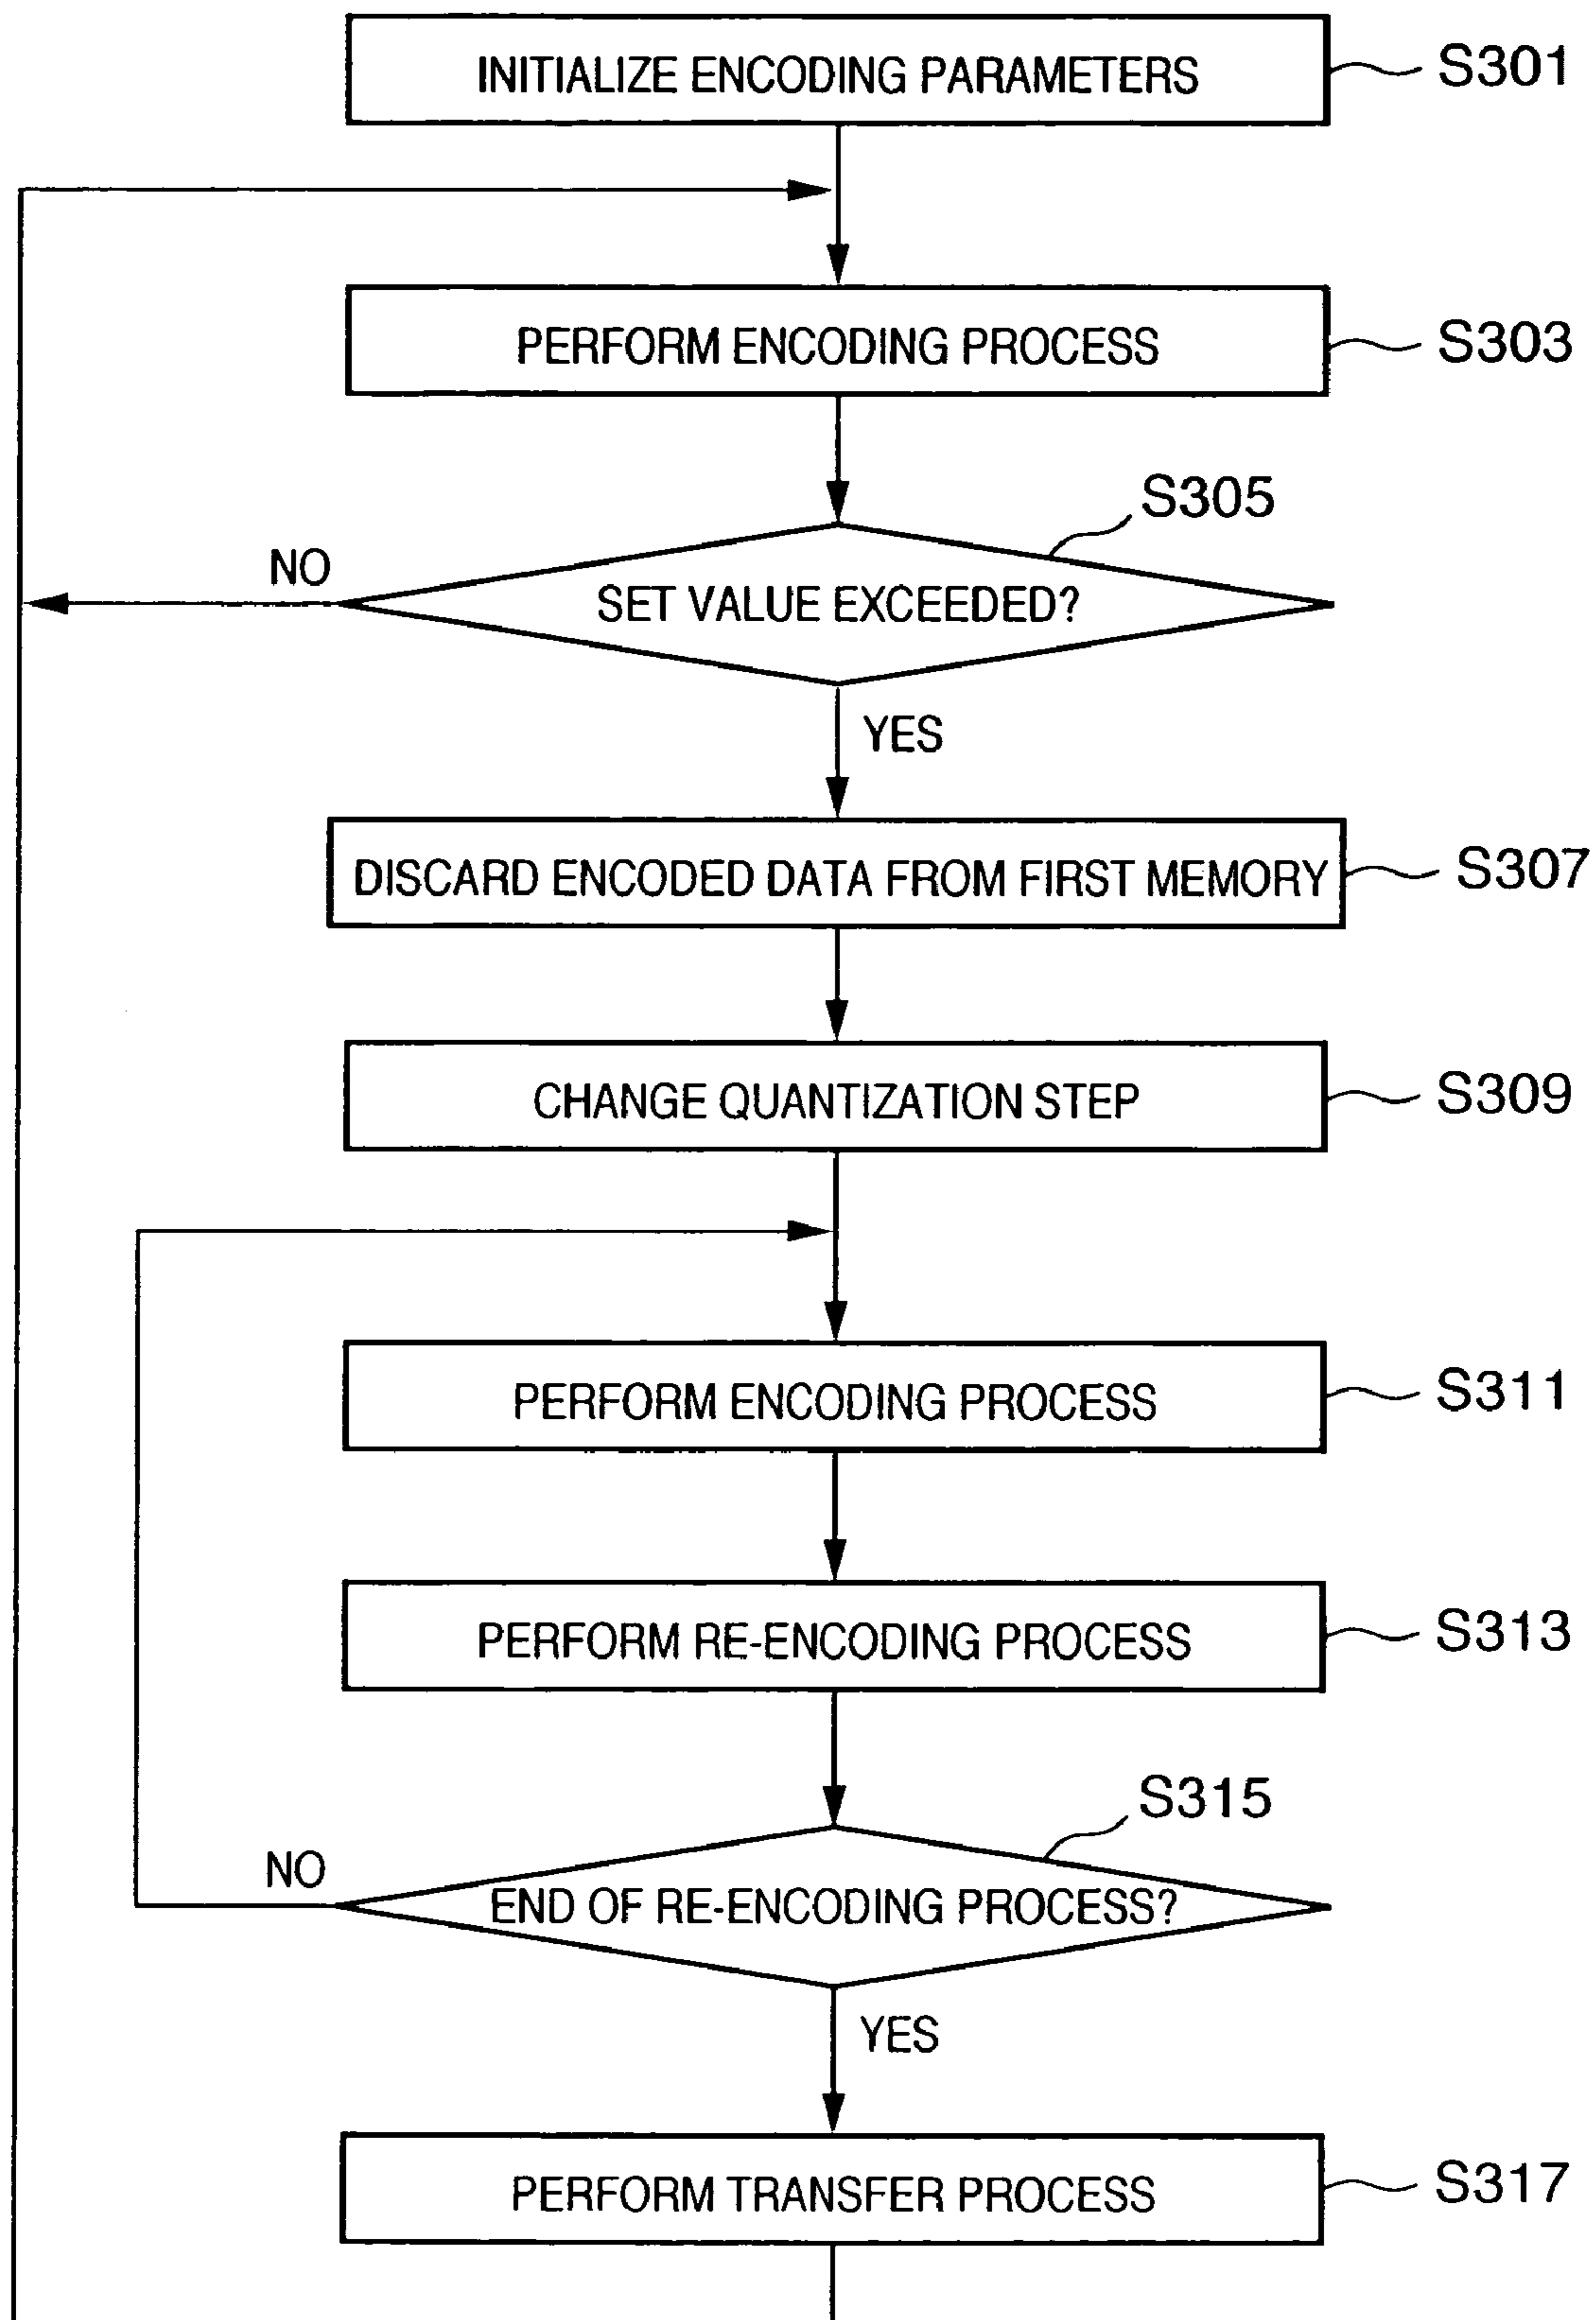 INITIALIZE ENCODING PARAMETERS
S301
PERFORM ENCODING PROCESS
S303
S305
NO
SET VALUE EXCEEDED?
YES
DISCARD ENCODED DATA FROM FIRST MEMORY
S307
CHANGE QUANTIZATION STEP
S309
PERFORM ENCODING PROCESS
S311
PERFORM RE-ENCODING PROCESS
S313
S315
NO
END OF RE-ENCODING PROCESS?
YES
PERFORM TRANSFER PROCESS
S317